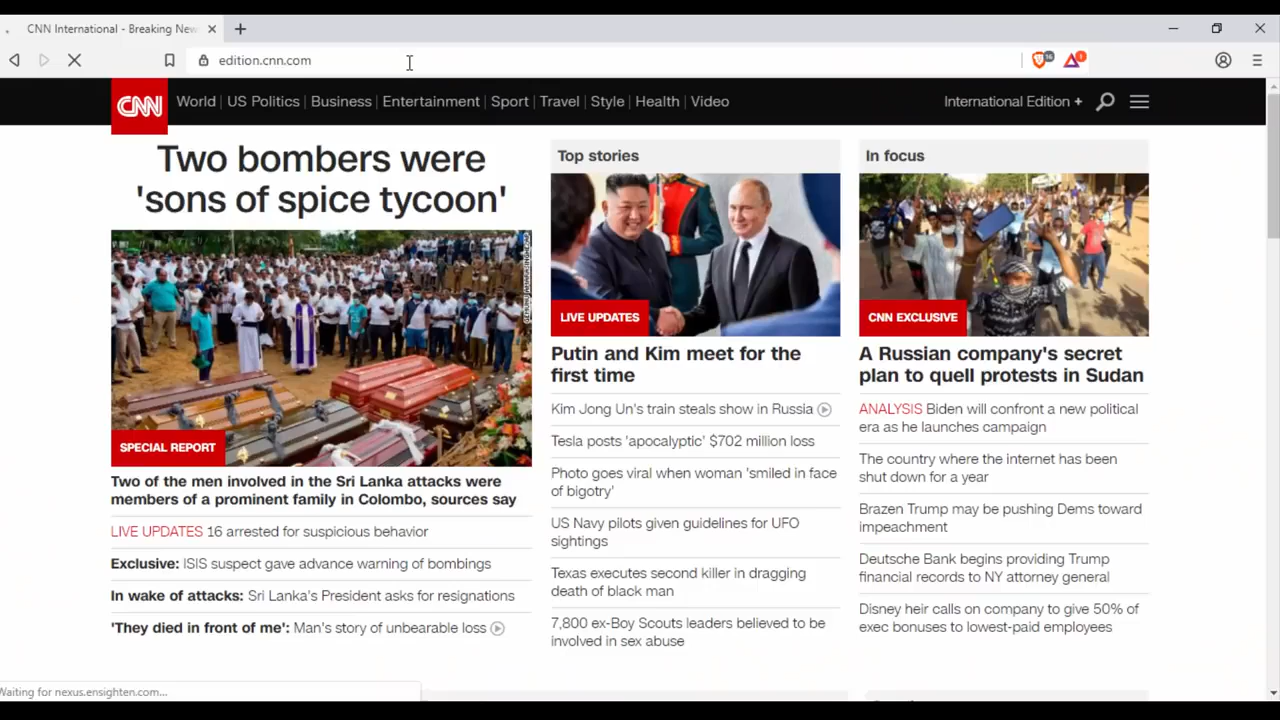 CNN International - Breaking New
edition.cnn.com
16
1
CNN World US Politics Business Entertainment Sport Travel Style Health Video International Edition +
Two bombers were
'sons of spice tycoon'
SPECIAL REPORT
Two of the men involved in the Sri Lanka attacks were
members of a prominent family in Colombo, sources say
LIVE UPDATES 16 arrested for suspicious behavior
Exclusive: ISIS suspect gave advance warning of bombings
In wake of attacks: Sri Lanka's President asks for resignations
'They died in front of me': Man's story of unbearable loss
Top stories
LIVE UPDATES
Putin and Kim meet for the
first time
Kim Jong Un's train steals show in Russia
Tesla posts 'apocalyptic' $702 million loss
Photo goes viral when woman 'smiled in face
of bigotry'
US Navy pilots given guidelines for UFO
sightings
Texas executes second killer in dragging
death of black man
7,800 ex-Boy Scouts leaders believed to be
involved in sex abuse
In focus
CNN EXCLUSIVE
A Russian company's secret
plan to quell protests in Sudan
ANALYSIS Biden will confront a new political
era as he launches campaign
The country where the internet has been
shut down for a year
Brazen Trump may be pushing Dems toward
impeachment
Deutsche Bank begins providing Trump
financial records to NY attorney general
Disney heir calls on company to give 50% of
exec bonuses to lowest-paid employees
Waiting for nexus.ensighten.com...